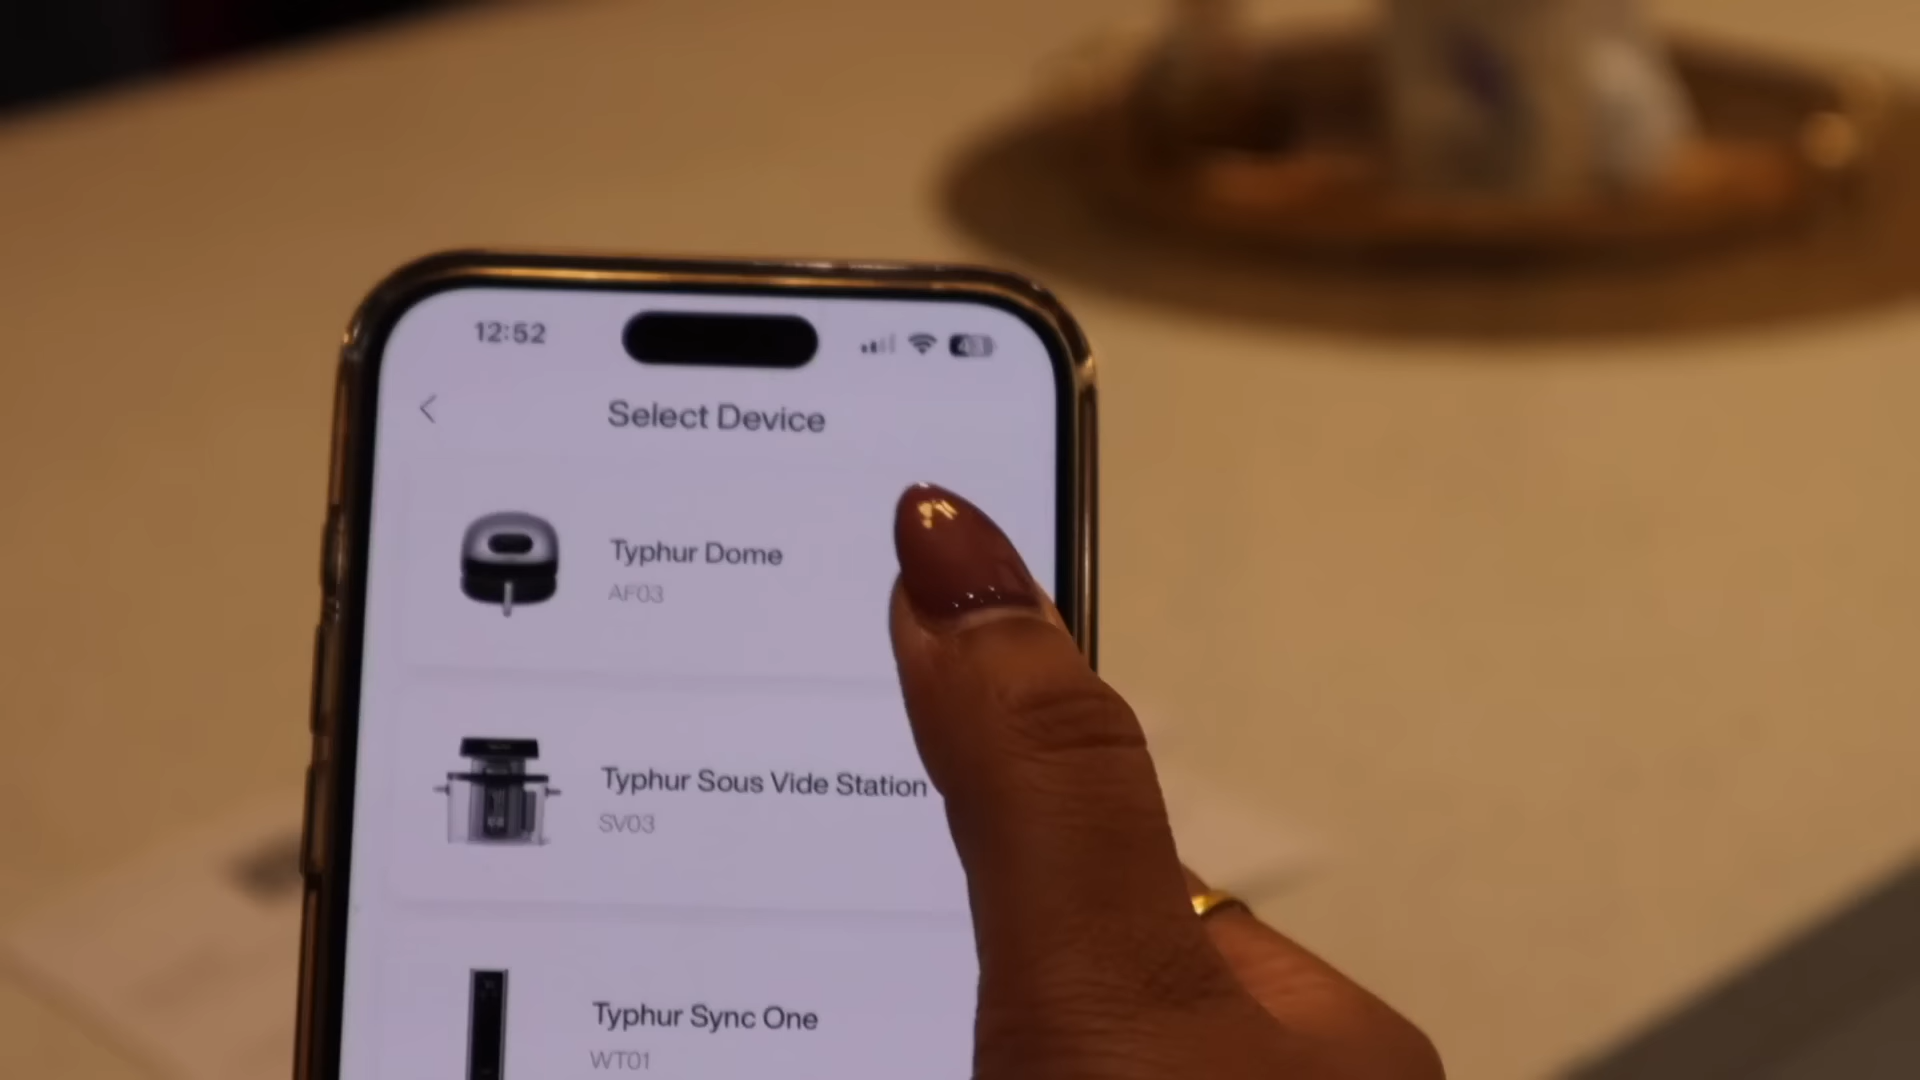 12:52
Select Device
Typhur Dome
AF03
Typhur Sous Vide Station
SV03
Typhur Sync One
WT01